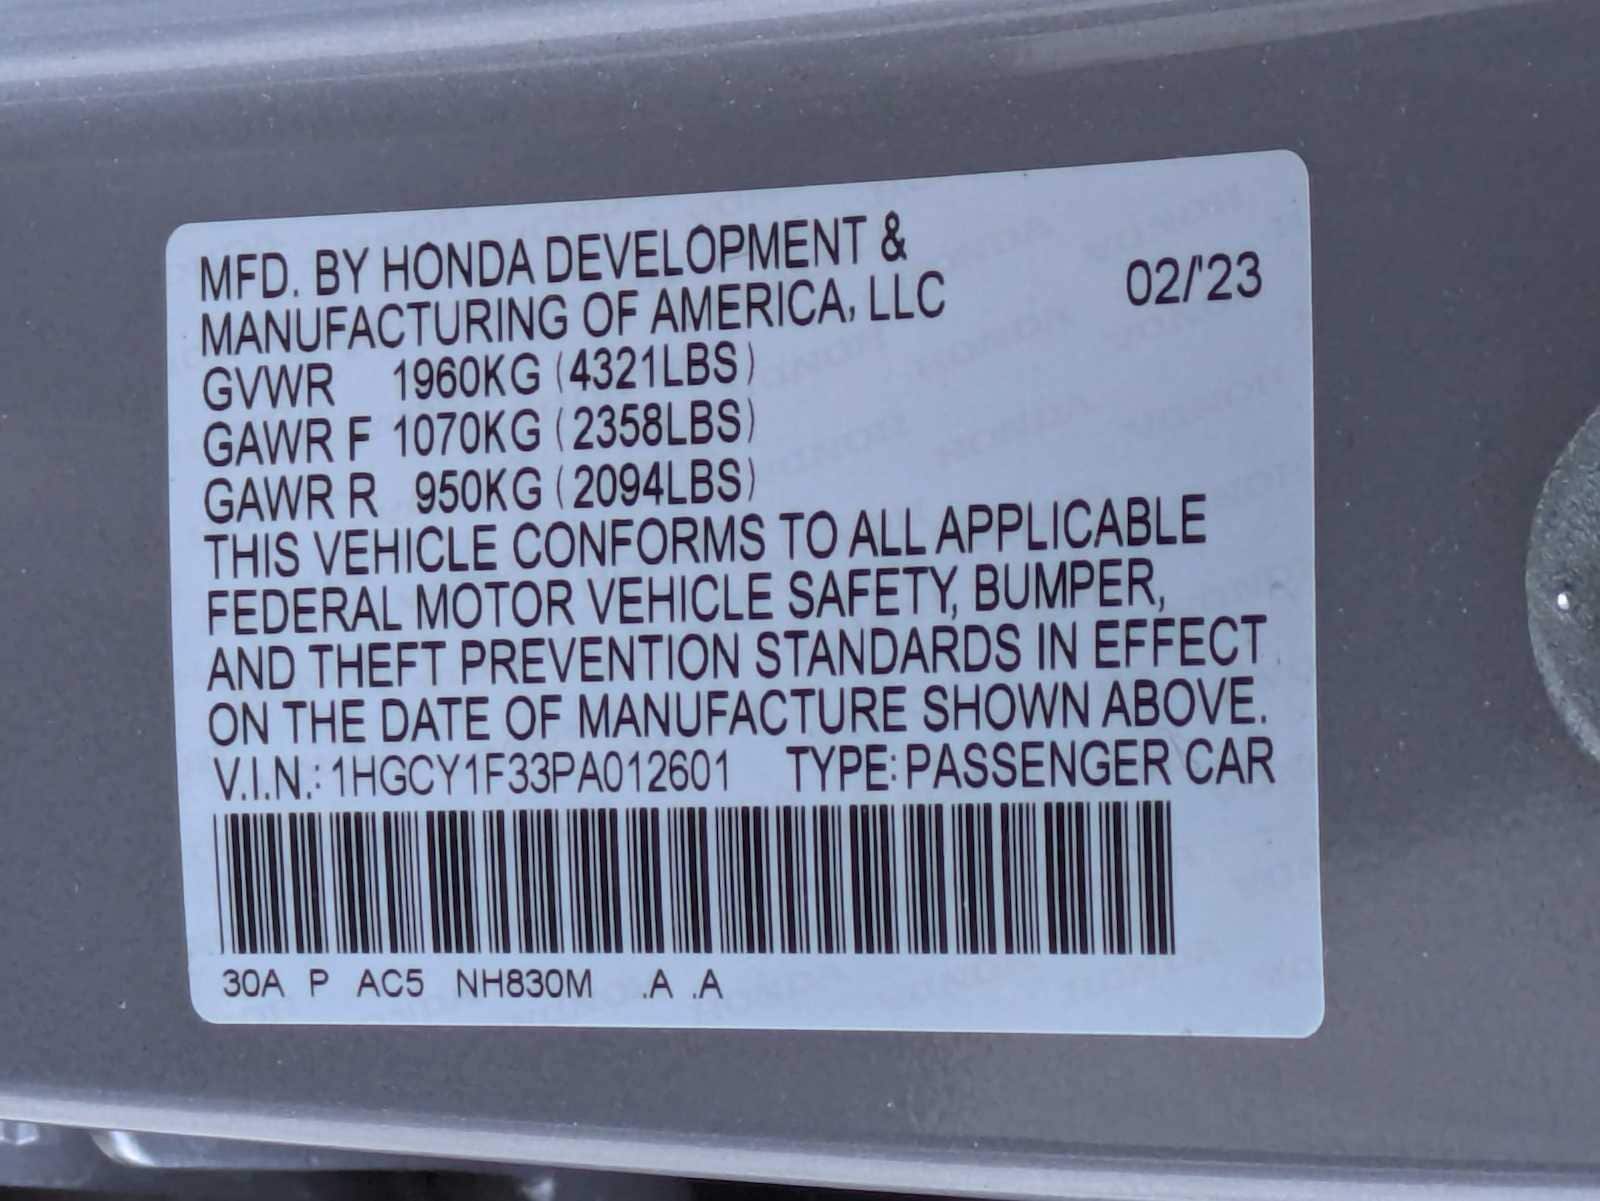 MFD. BY HONDA DEVELOPMENT &
MANUFACTURING OF AMERICA, LLC 02/'23
GVWR 1960KG (4321LBS)
GAWR F 1070KG (2358LBS)
GAWR R 950KG (2094LBS)
THIS VEHICLE CONFORMS TO ALL APPLICABLE
FEDERAL MOTOR VEHICLE SAFETY, BUMPER,
AND THEFT PREVENTION STANDARDS IN EFFECT
ON THE DATE OF MANUFACTURE SHOWN ABOVE.
V.I.N.: 1HGCY1F33PA012601 TYPE: PASSENGER CAR
30A P AC5 NH830M .A .A